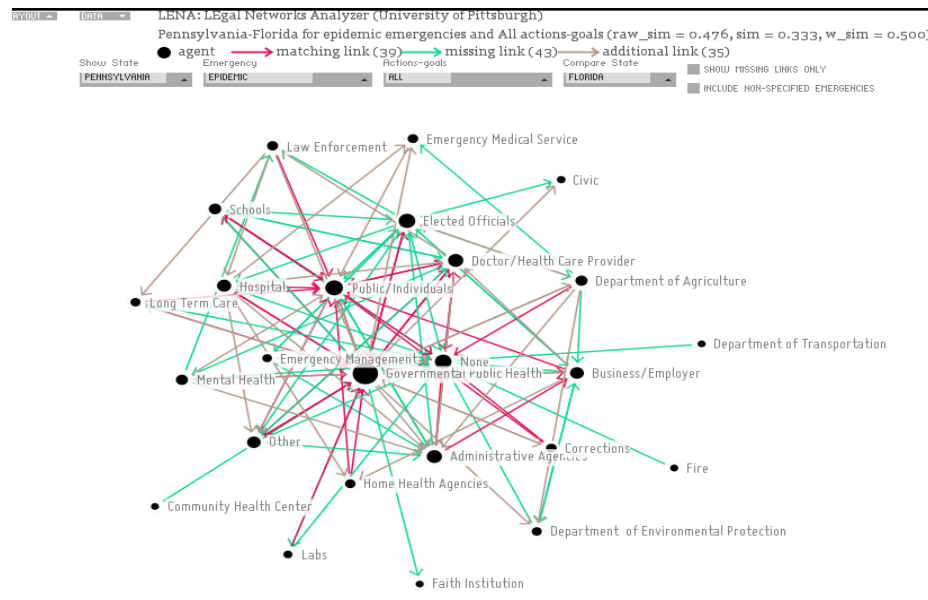 AYOUT DATA LENA: LEgal Networks Analyzer (University of Pittsburgh)
Pennsylvania-Florida for epidemic emergencies and All actions-goals (raw_sim = 0.476, sim = 0.333, w_sim = 0.500)
agent matching link (39) missing link (43) additional link (35)
Show State Emergency Actions-goals Compare State SHOW MISSING LINKS ONLY
PENNSYLVANIA EPIDEMIC ALL FLORIDA
INCLUDE NON-SPECIFIED EMERGENCIES
Emergency Medical Service
Law Enforcement
Civic
Schools
Elected Officials
Doctor/Health Care Provider
Department of Agriculture
Hospitals
Public/Individuals
Long Term Care
Department of Transportation
Emergency Management
None
Governmental Public Health
Business/Employer
Mental Health
Other
Corrections
Administrative Agencies
Fire
Home Health Agencies
Community Health Center
Department of Environmental Protection
Labs
Faith Institution